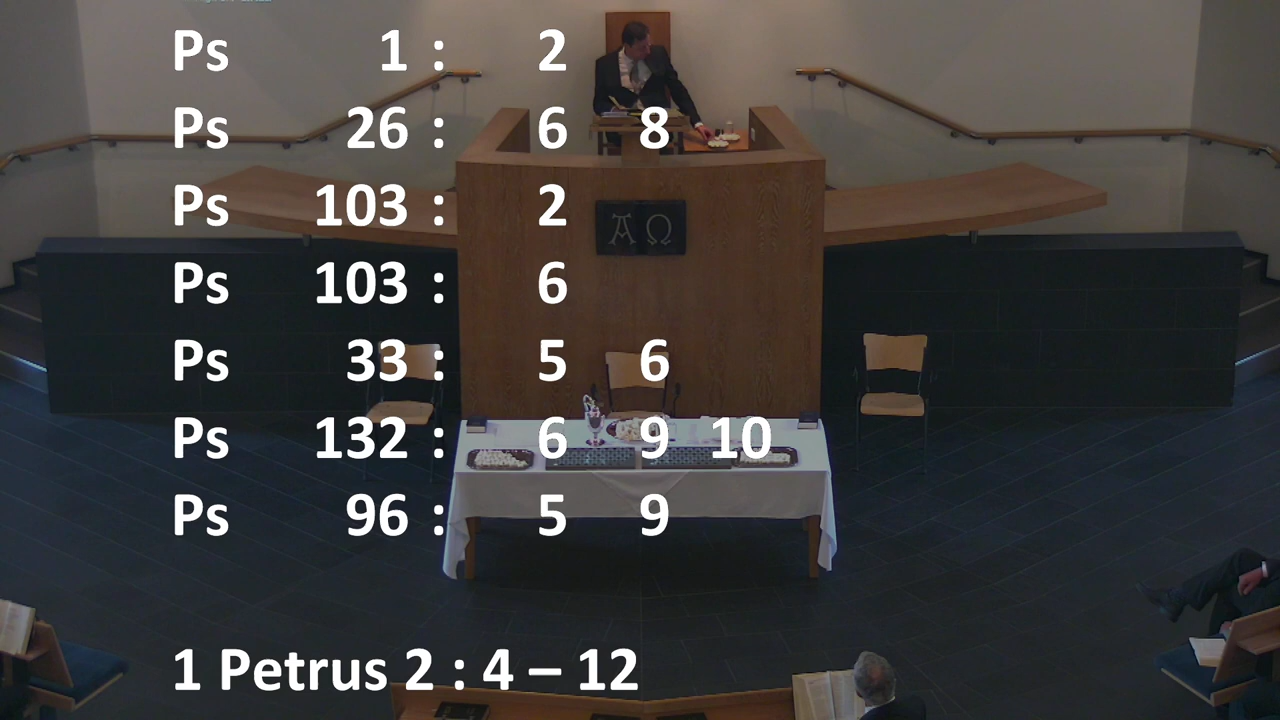 Ps 1 : 2
Ps 26 : 6 8
Ps 103 : 2
Ps 103 : 6
Ps 33 : 5 6
Ps 132 : 6 9 10
Ps 96 : 5 9
ΑΩ
1 Petrus 2 : 4 – 12